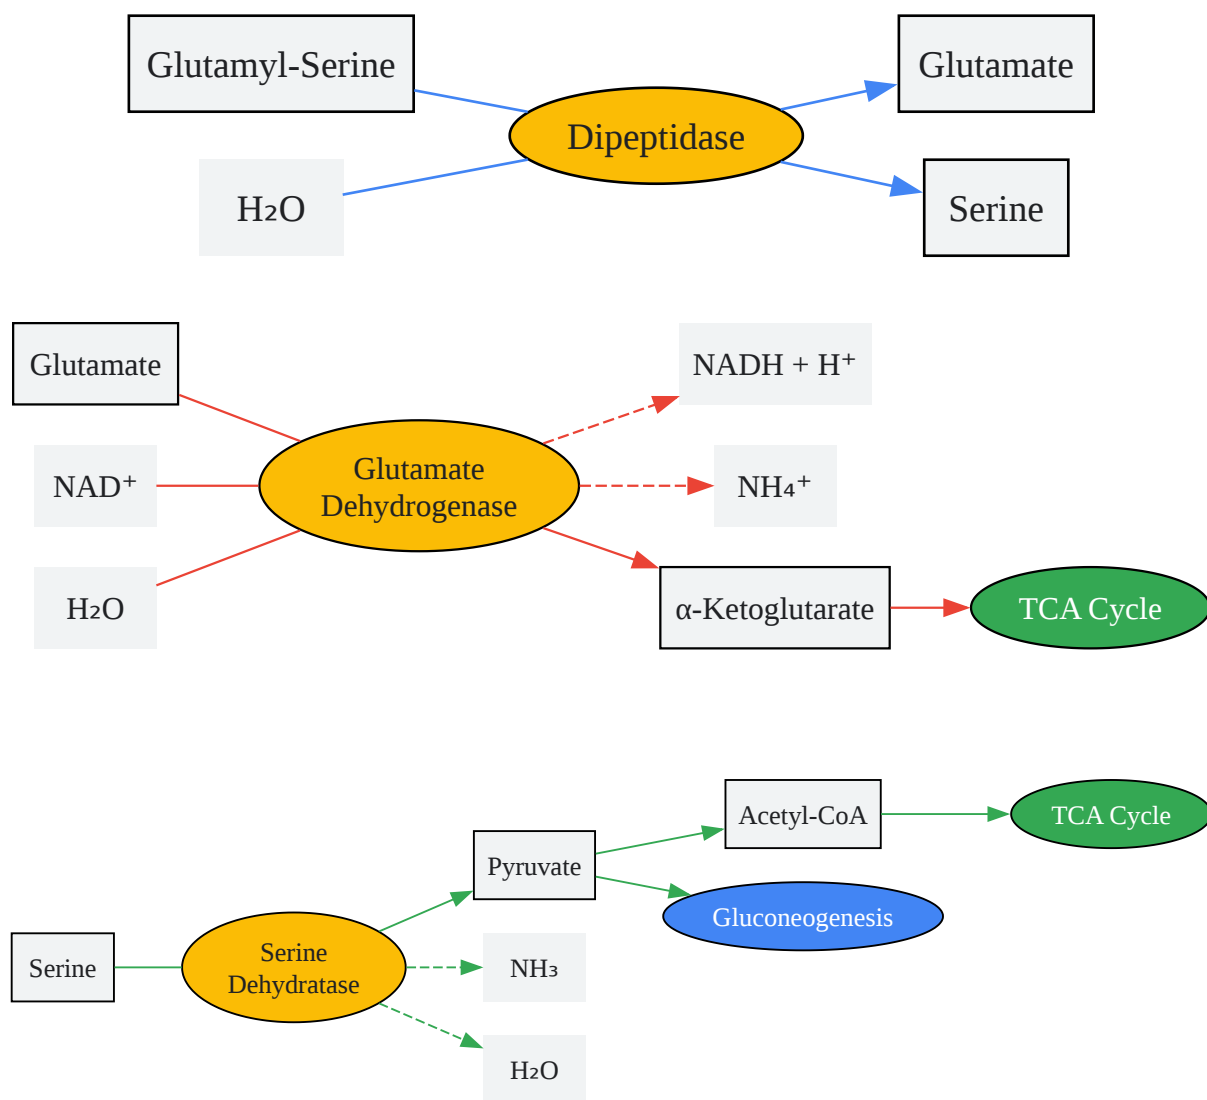 Glutamyl-Serine
Glutamate
Dipeptidase
H₂O
Serine
Glutamate
NADH + H⁺
Glutamate
Dehydrogenase
NAD⁺
NH₄⁺
H₂O
α-Ketoglutarate
TCA Cycle
Acetyl-CoA
TCA Cycle
Pyruvate
Gluconeogenesis
Serine
Serine
Dehydratase
NH₃
H₂O